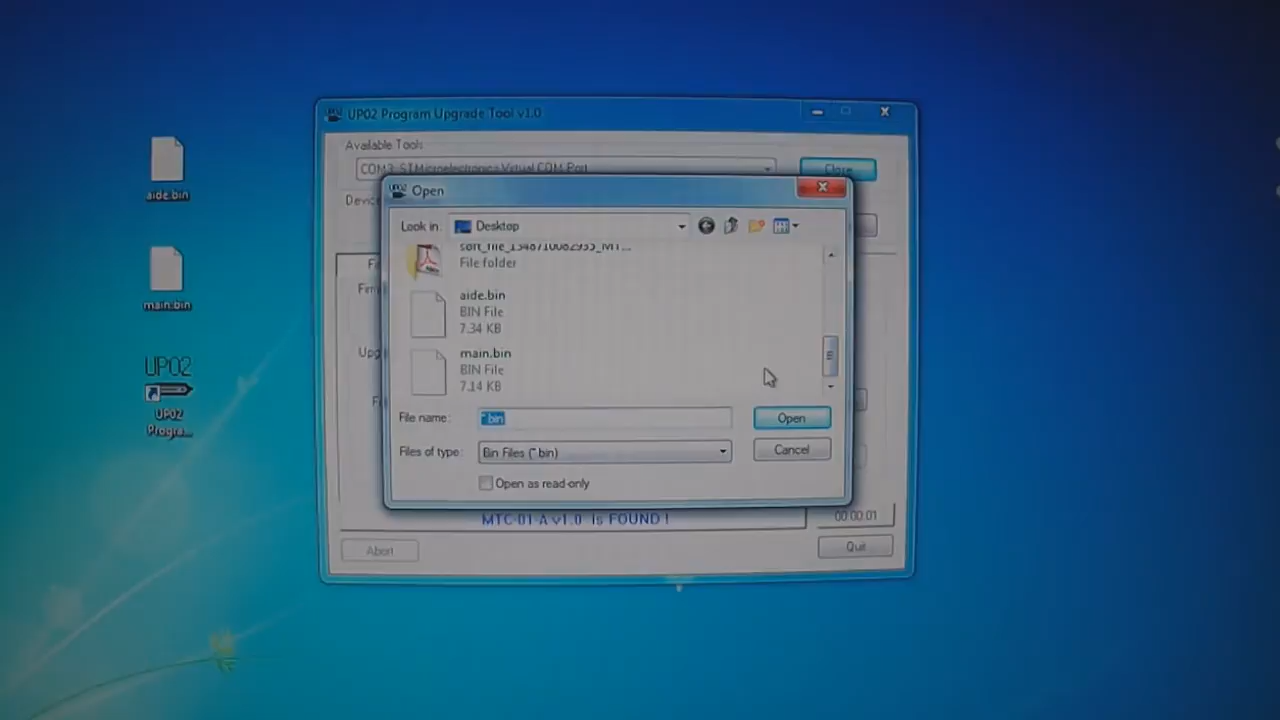 UP02 Program Upgrade Tool v1.0
Available Tools
COM3: STMicroelectronics Virtual COM Port
Close
Open
Device
Look in:
Desktop
File folder
aide.bin
BIN File
7.34 KB
main.bin
BIN File
7.14 KB
File name:
*.bin
Open
Files of type:
Bin Files (*.bin)
Cancel
Open as read-only
MTC-01-A v1.0 is FOUND !
00:00:01
Abort
Quit
aide.bin
main.bin
UP02
UP02
Progra...